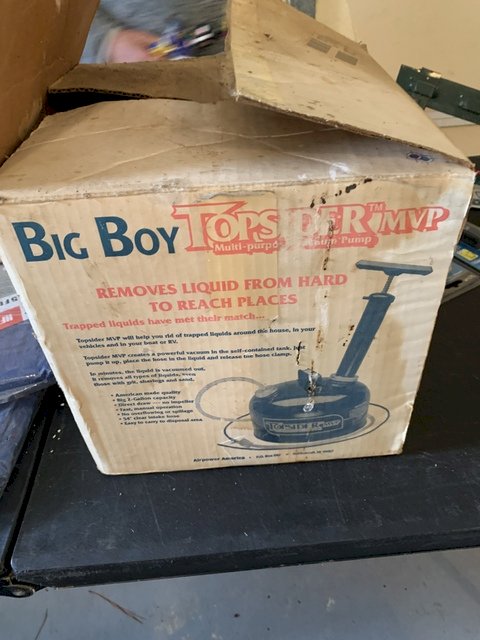 BIG BOY TOPSIDER™ MVP
Multi-purpo Pump
REMOVES LIQUID FROM HARD
TO REACH PLACES
Trapped liquids have met their match...
Topsider MVP will help you rid of trapped liquids around the house, in your
vehicles and in your boat or RV.
Topsider MVP creates a powerful vacuum in the self-contained tank. Just
pump it up, place the hose in the liquid and release the hose clamp.
In minutes, the liquid is vacuumed out.
It removes all types of liquids, even
those with grit, shavings and sand.
• American made quality
• Big 2-Gallon capacity
• Direct draw — no impeller
• Fast, manual operation
• No overflowing or spillage
• 54" clear intake hose
• Easy to carry to disposal area
TOPSIDER MVP
Airpower America • P.O. Box